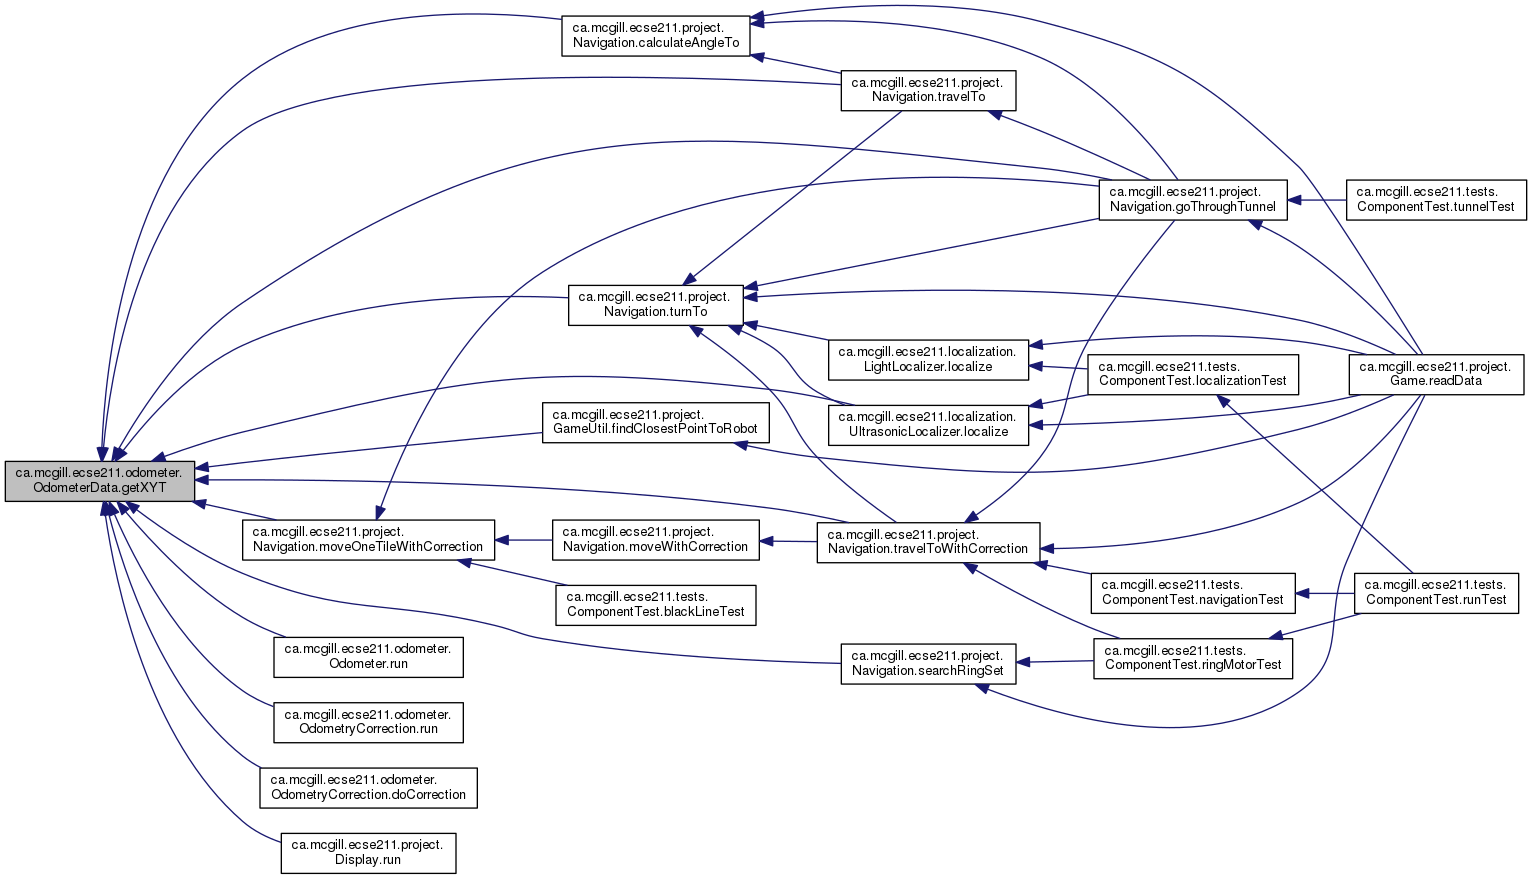 ca.mcgill.ecse211.project.
Navigation.calculateAngleTo
ca.mcgill.ecse211.project.
Navigation.travelTo
ca.mcgill.ecse211.project.
Navigation.goThroughTunnel
ca.mcgill.ecse211.tests.
ComponentTest.tunnelTest
ca.mcgill.ecse211.project.
Navigation.turnTo
ca.mcgill.ecse211.localization.
LightLocalizer.localize
ca.mcgill.ecse211.tests.
ComponentTest.localizationTest
ca.mcgill.ecse211.project.
Game.readData
ca.mcgill.ecse211.project.
GameUtil.findClosestPointToRobot
ca.mcgill.ecse211.localization.
UltrasonicLocalizer.localize
ca.mcgill.ecse211.odometer.
OdometerData.getXYT
ca.mcgill.ecse211.project.
Navigation.moveOneTileWithCorrection
ca.mcgill.ecse211.project.
Navigation.moveWithCorrection
ca.mcgill.ecse211.project.
Navigation.travelToWithCorrection
ca.mcgill.ecse211.tests.
ComponentTest.blackLineTest
ca.mcgill.ecse211.tests.
ComponentTest.navigationTest
ca.mcgill.ecse211.tests.
ComponentTest.runTest
ca.mcgill.ecse211.odometer.
Odometer.run
ca.mcgill.ecse211.project.
Navigation.searchRingSet
ca.mcgill.ecse211.tests.
ComponentTest.ringMotorTest
ca.mcgill.ecse211.odometer.
OdometryCorrection.run
ca.mcgill.ecse211.odometer.
OdometryCorrection.doCorrection
ca.mcgill.ecse211.project.
Display.run